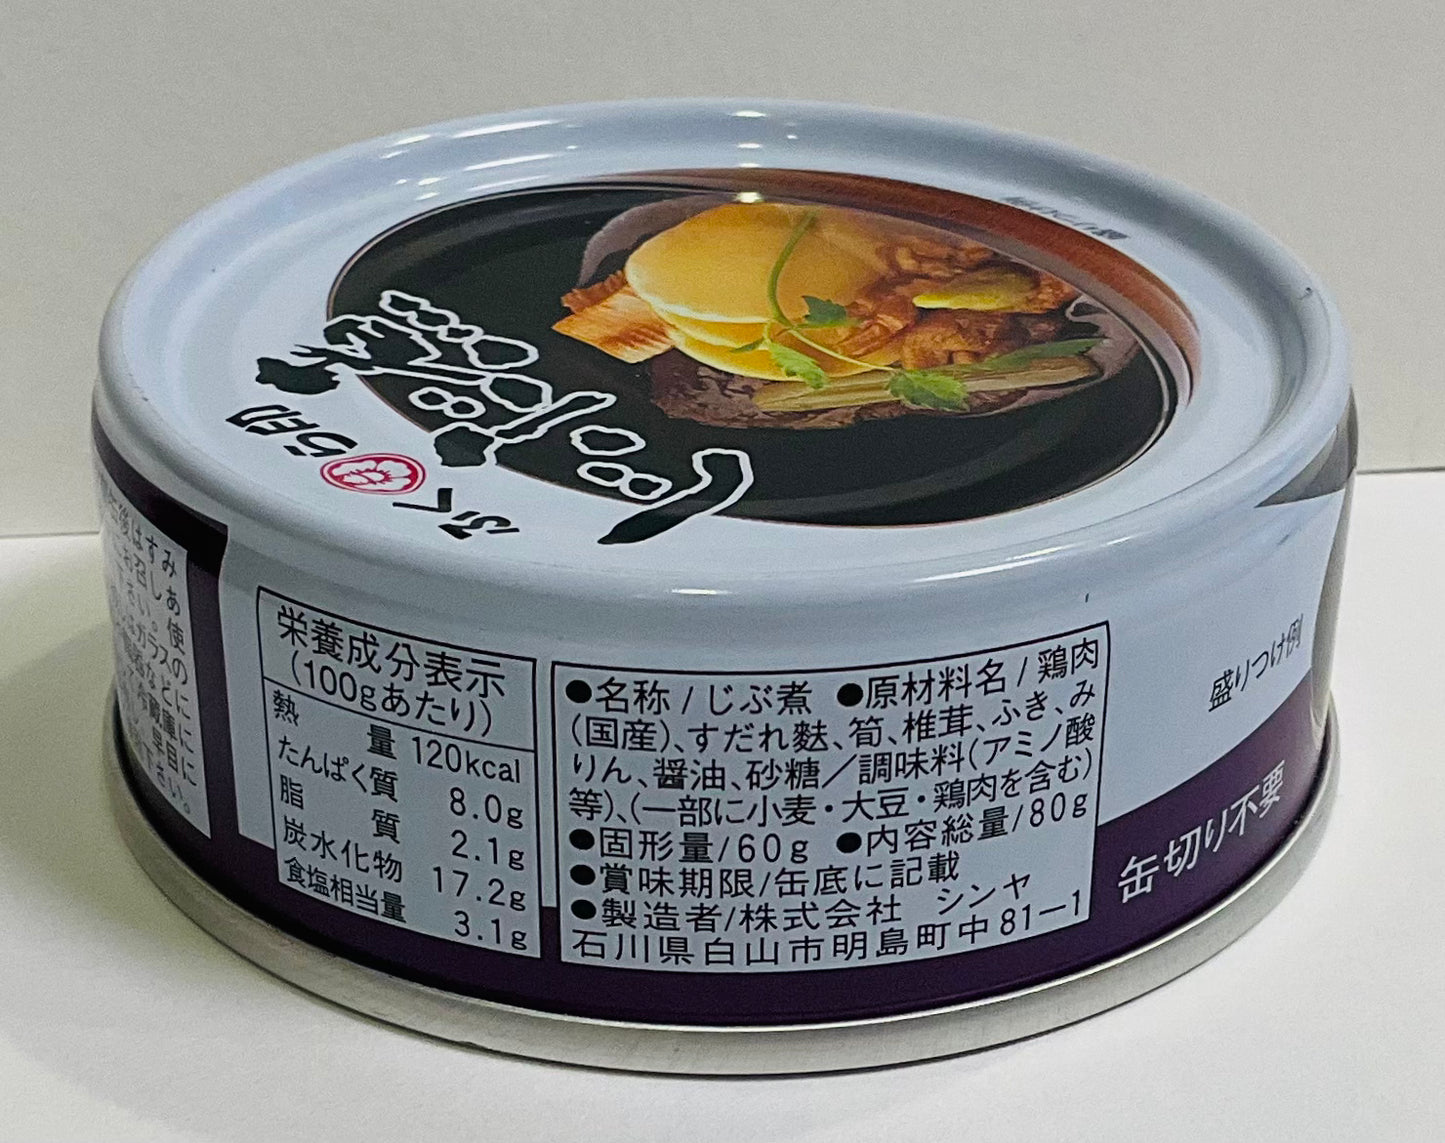 ふくら印
じぶ煮
栄養成分表示
（100gあたり）
熱量 120kcal
たんぱく質 8.0g
脂質 2.1g
炭水化物 17.2g
食塩相当量 3.1g
●名称/じぶ煮 ●原材料名/鶏肉
（国産）、すだれ麩、筍、椎茸、ふき、み
りん、醤油、砂糖／調味料（アミノ酸
等）、（一部に小麦・大豆・鶏肉を含む）
●固形量/60g ●内容総量/80g
●賞味期限/缶底に記載
●製造者/株式会社 シンヤ
石川県白山市明島町中81−1
盛りつけ例
缶切り不要